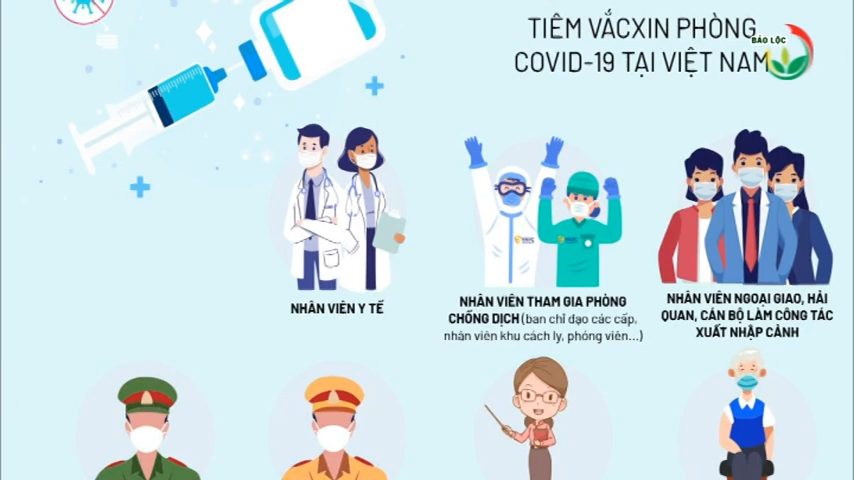 TIÊM VẮCXIN PHÒNG
COVID-19 TẠI VIỆT NAM
BẢO LỘC
NHÂN VIÊN Y TẾ
NHÂN VIÊN THAM GIA PHÒNG
CHỐNG DỊCH (ban chỉ đạo các cấp,
nhân viên khu cách ly, phóng viên...)
NHÂN VIÊN NGOẠI GIAO, HẢI
QUAN, CÁN BỘ LÀM CÔNG TÁC
XUẤT NHẬP CẢNH